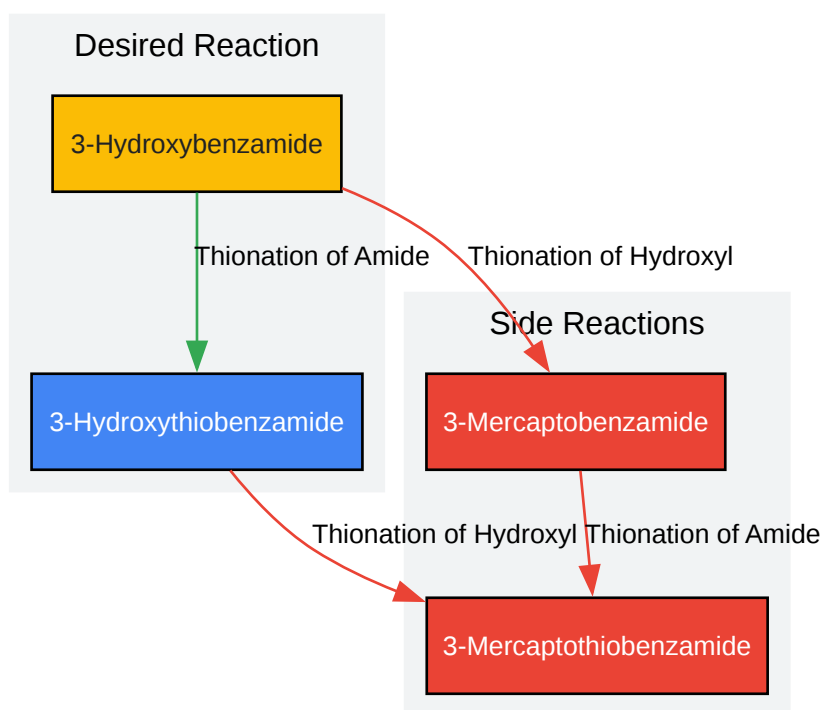 Desired Reaction
3-Hydroxybenzamide
Thionation of Amide
Thionation of Hydroxyl
Side Reactions
3-Hydroxythiobenzamide
3-Mercaptobenzamide
Thionation of Hydroxyl
Thionation of Amide
3-Mercaptothiobenzamide